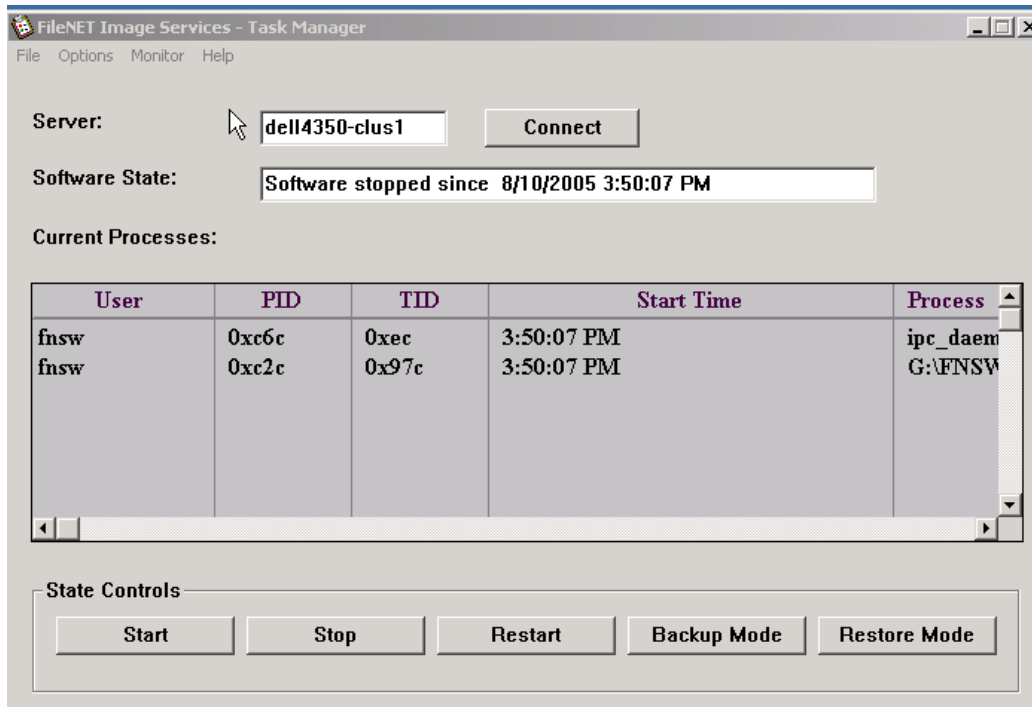 FileNET Image Services - Task Manager
File Options Monitor Help
Server: dell4350-clus1 Connect
Software State: Software stopped since 8/10/2005 3:50:07 PM
Current Processes:
User PID TID Start Time Process
fnsw 0xc6c 0xec 3:50:07 PM ipc_daem
fnsw 0xc2c 0x97c 3:50:07 PM G:\FNSW
State Controls
Start Stop Restart Backup Mode Restore Mode